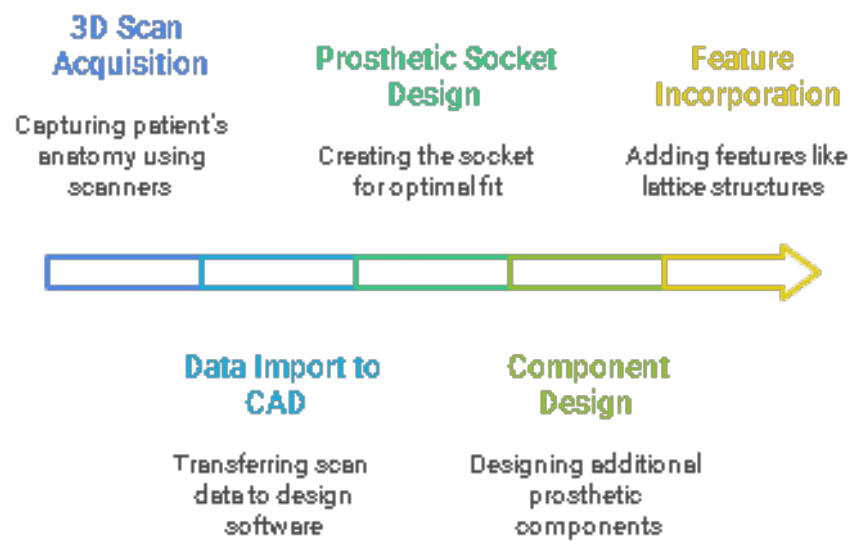 3D Scan
Acquisition
Capturing patient's
anatomy using
scanners
Data Import to
CAD
Transferring scan
data to design
software
Prosthetic Socket
Design
Creating the socket
for optimal fit
Component
Design
Designing additional
prosthetic
components
Feature
Incorporation
Adding features like
lattice structures